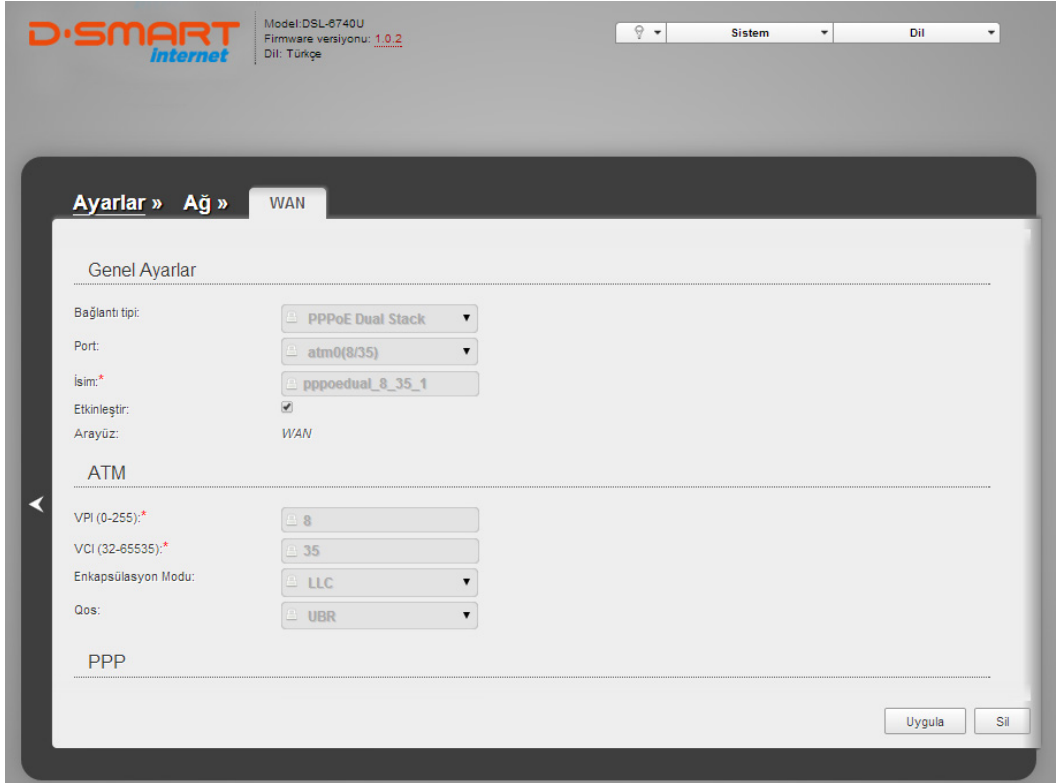 D·SMART
internet
Model:DSL-6740U
Firmware versiyonu: 1.0.2
Dil: Türkçe
Sistem
Dil
Ayarlar »
Ağ »
WAN
Genel Ayarlar
Bağlantı tipi:
PPPoE Dual Stack
Port:
atm0(8/35)
İsim:*
pppoedual_8_35_1
Etkinleştir:
Arayüz:
WAN
ATM
VPI (0-255):*
8
VCI (32-65535):*
35
Enkapsülasyon Modu:
LLC
Qos:
UBR
PPP
Uygula
Sil